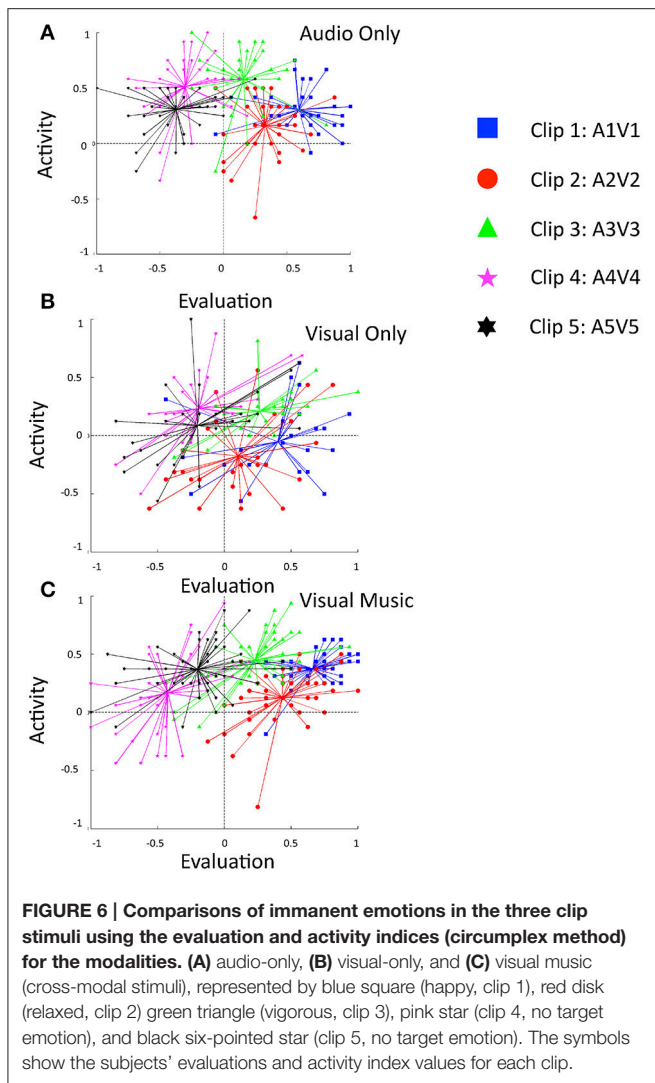 A
Audio Only
1
0.5
0
-0.5
-1
-1
-0.5
0
0.5
1
Activity
Evaluation
Clip 1: A1V1
Clip 2: A2V2
Clip 3: A3V3
Clip 4: A4V4
Clip 5: A5V5
B
Visual Only
1
0.5
0
-0.5
-1
-1
-0.5
0
0.5
1
Activity
Evaluation
C
Visual Music
1
0.5
0
-0.5
-1
-1
-0.5
0
0.5
1
Activity
Evaluation
FIGURE 6 | Comparisons of immanent emotions in the three clip
stimuli using the evaluation and activity indices (circumplex method)
for the modalities. (A) audio-only, (B) visual-only, and (C) visual music
(cross-modal stimuli), represented by blue square (happy, clip 1), red disk
(relaxed, clip 2) green triangle (vigorous, clip 3), pink star (clip 4, no target
emotion), and black six-pointed star (clip 5, no target emotion). The symbols
show the subjects' evaluations and activity index values for each clip.